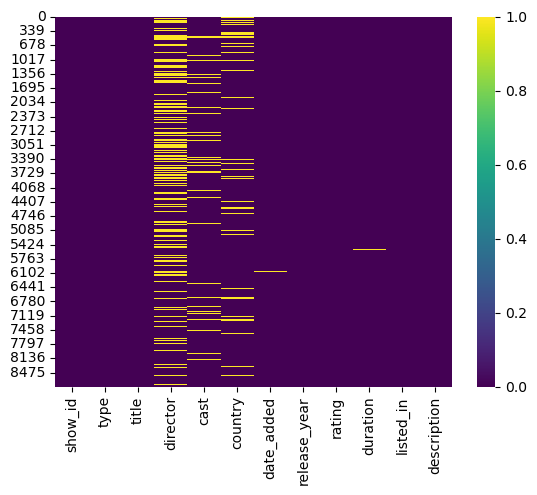 0
339
678
1017
1356
1695
2034
2373
2712
3051
3390
3729
4068
4407
4746
5085
5424
5763
6102
6441
6780
7119
7458
7797
8136
8475
show_id
type
title
director
cast
country
date_added
release_year
rating
duration
listed_in
description
1.0
0.8
0.6
0.4
0.2
0.0